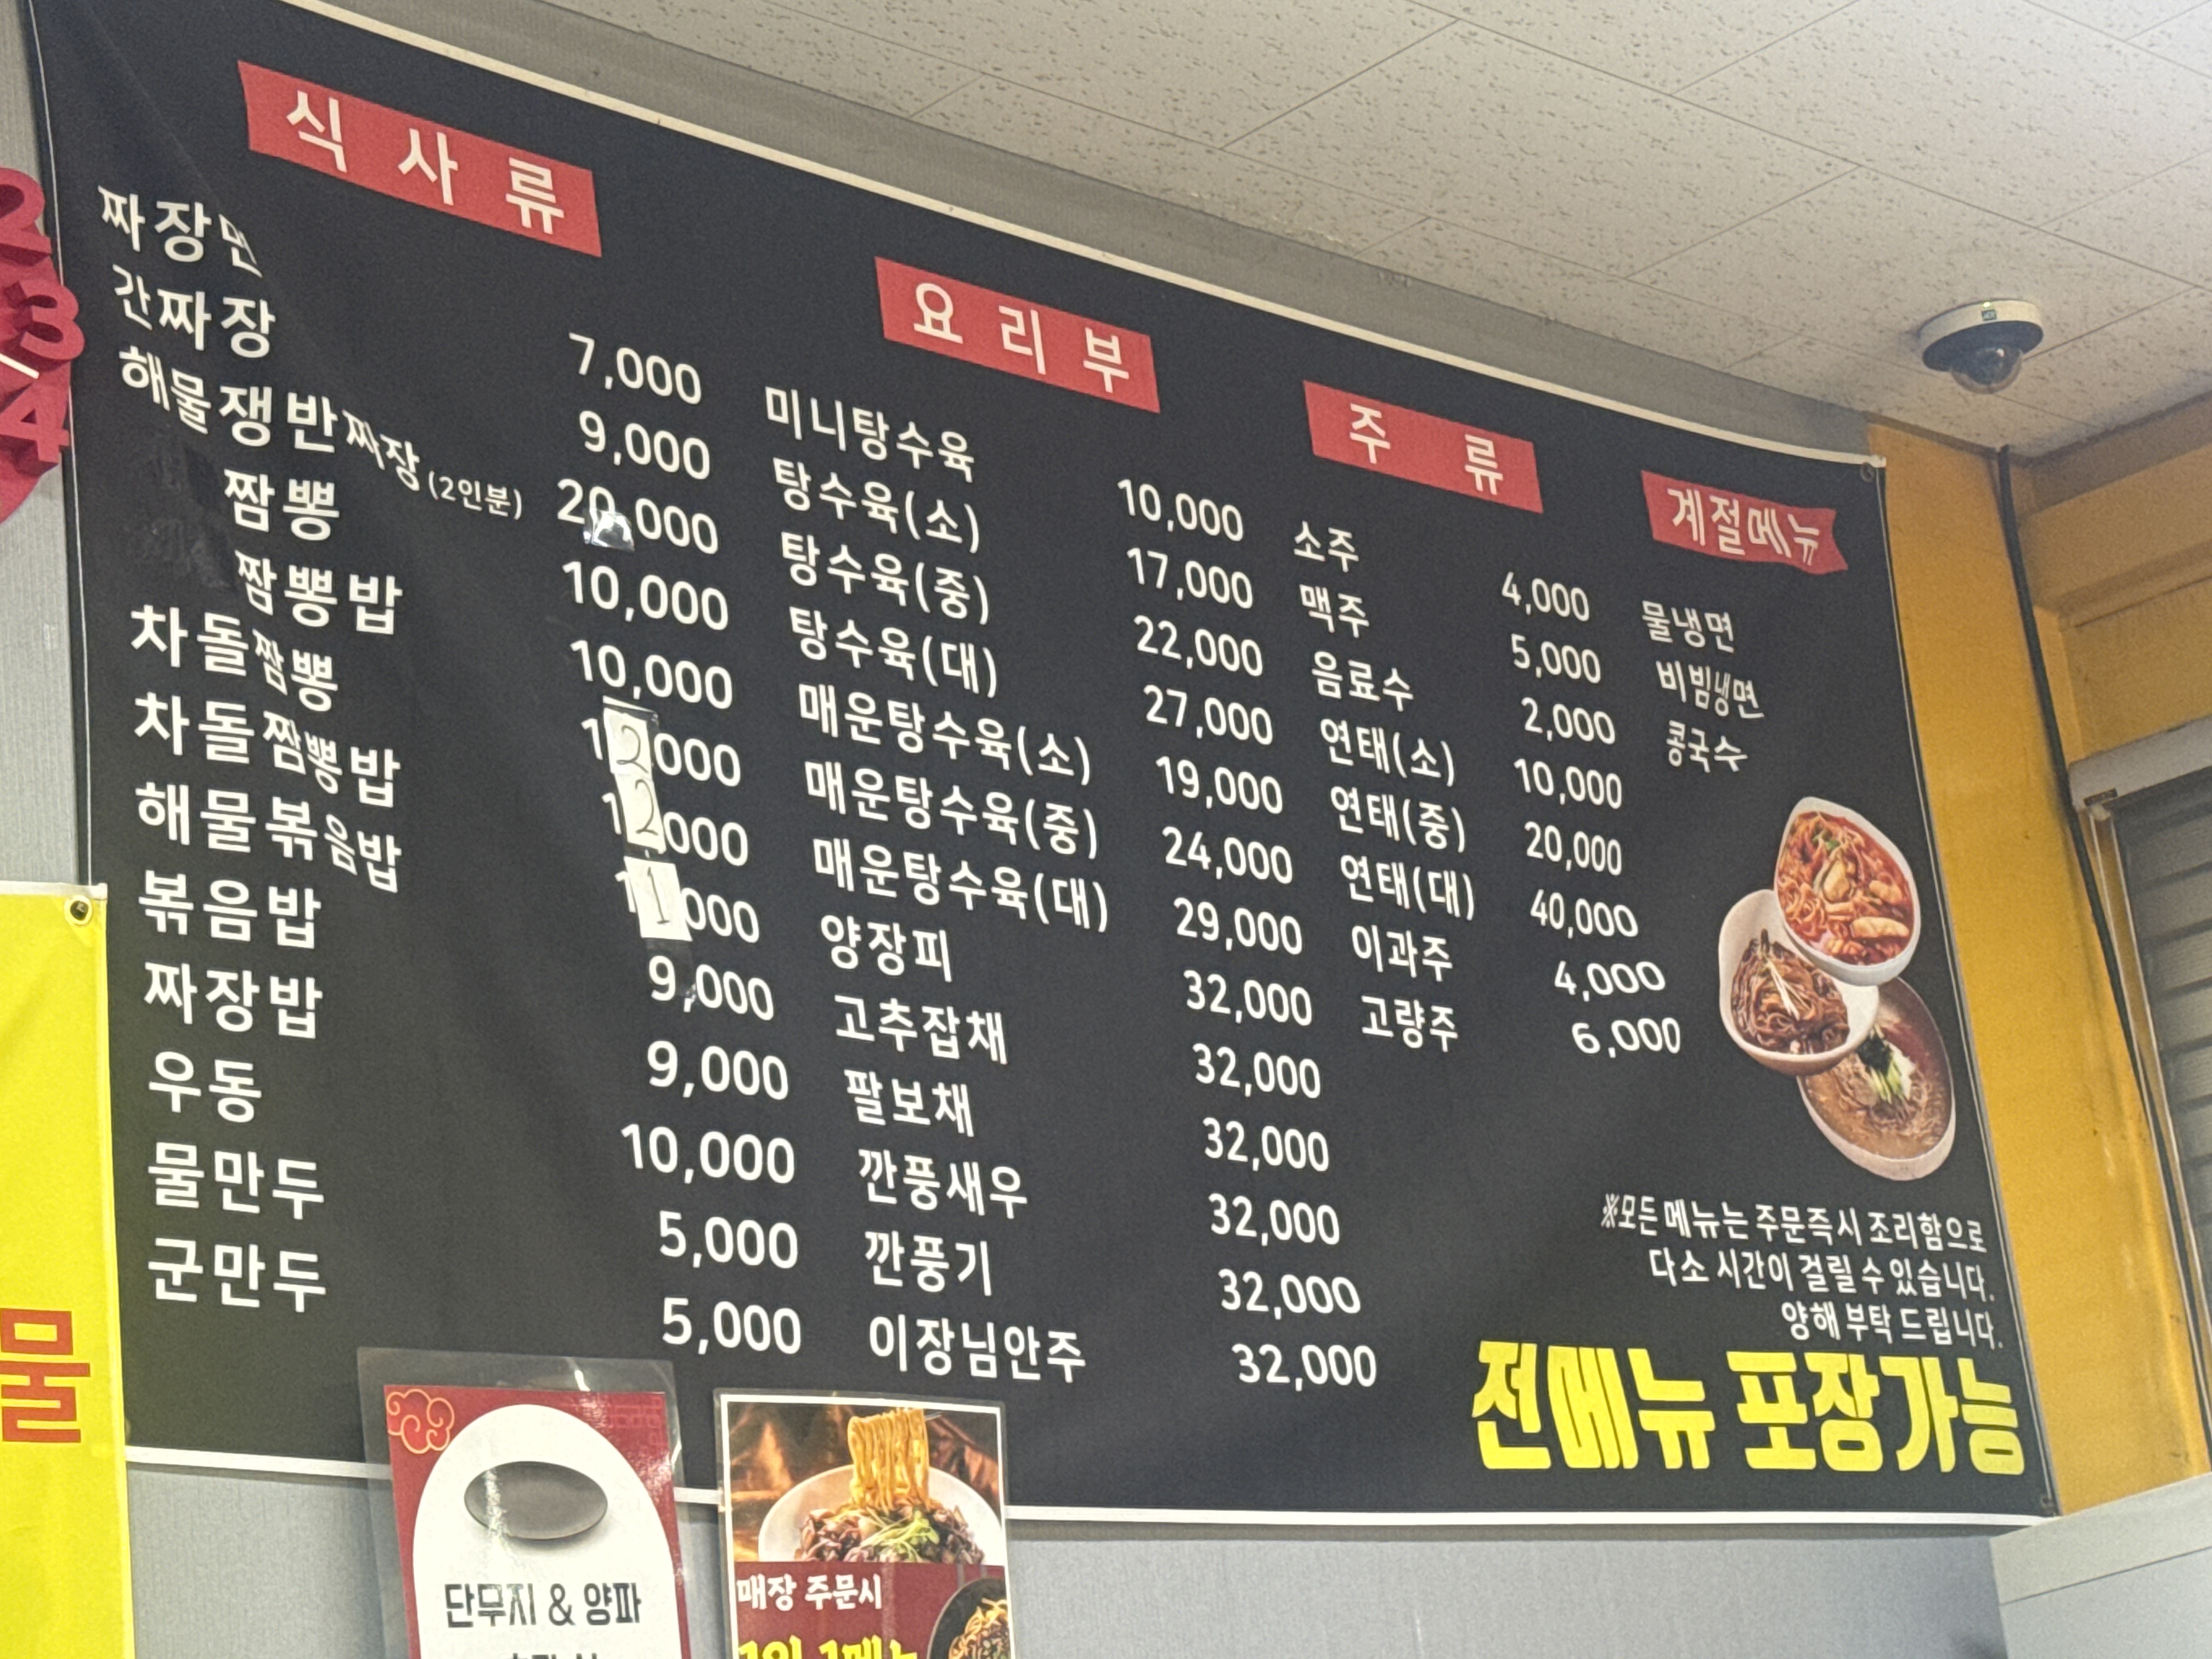 식사류
짜장면 7,000
간짜장 9,000
해물쟁반짜장(2인분) 20,000
짬뽕 10,000
짬뽕밥 10,000
차돌짬뽕 12,000
차돌짬뽕밥 12,000
해물볶음밥 11,000
볶음밥 9,000
짜장밥 9,000
우동 10,000
물만두 5,000
군만두 5,000
요리부
미니탕수육 10,000
탕수육(소) 17,000
탕수육(중) 22,000
탕수육(대) 27,000
매운탕수육(소) 19,000
매운탕수육(중) 24,000
매운탕수육(대) 29,000
양장피 32,000
고추잡채 32,000
팔보채 32,000
깐풍새우 32,000
깐풍기 32,000
이장님안주 32,000
주류
소주 4,000
맥주 5,000
음료수 2,000
연태(소) 10,000
연태(중) 20,000
연태(대) 40,000
이과주 4,000
고량주 6,000
계절메뉴
물냉면
비빔냉면
콩국수
※모든 메뉴는 주문즉시 조리함으로
다소 시간이 걸릴 수 있습니다.
양해 부탁 드립니다.
전메뉴 포장가능
2
3
4
물
단무지 & 양파
매장 주문시
1인 1메뉴